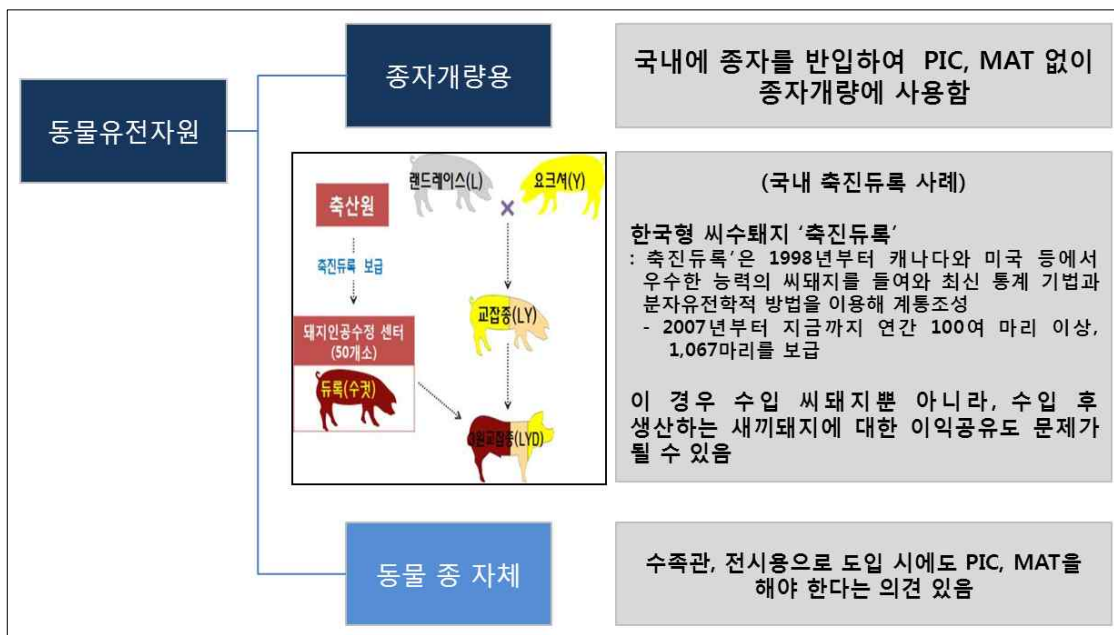 동물유전자원
종자개량용
국내에 종자를 반입하여 PIC, MAT 없이
종자개량에 사용함
랜드레이스(L)
요크셔(Y)
축산원
축진듀록 보급
교잡종(LY)
돼지인공수정 센터
(50개소)
듀록(수컷)
3원교잡종(LYD)
(국내 축진듀록 사례)
한국형 씨수퇘지 '축진듀록'
: 축진듀록'은 1998년부터 캐나다와 미국 등에서
우수한 능력의 씨돼지를 들여와 최신 통계 기법과
분자유전학적 방법을 이용해 계통조성
- 2007년부터 지금까지 연간 100여 마리 이상,
1,067마리를 보급
이 경우 수입 씨돼지뿐 아니라, 수입 후
생산하는 새끼돼지에 대한 이익공유도 문제가
될 수 있음
동물 종 자체
수족관, 전시용으로 도입 시에도 PIC, MAT을
해야 한다는 의견 있음